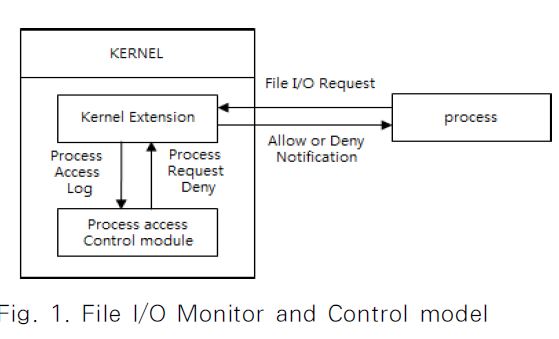 KERNEL
File I/O Request
Kernel Extension
process
Allow or Deny
Notification
Process
Access
Log
Process
Request
Deny
Process access
Control module
Fig. 1. File I/O Monitor and Control model